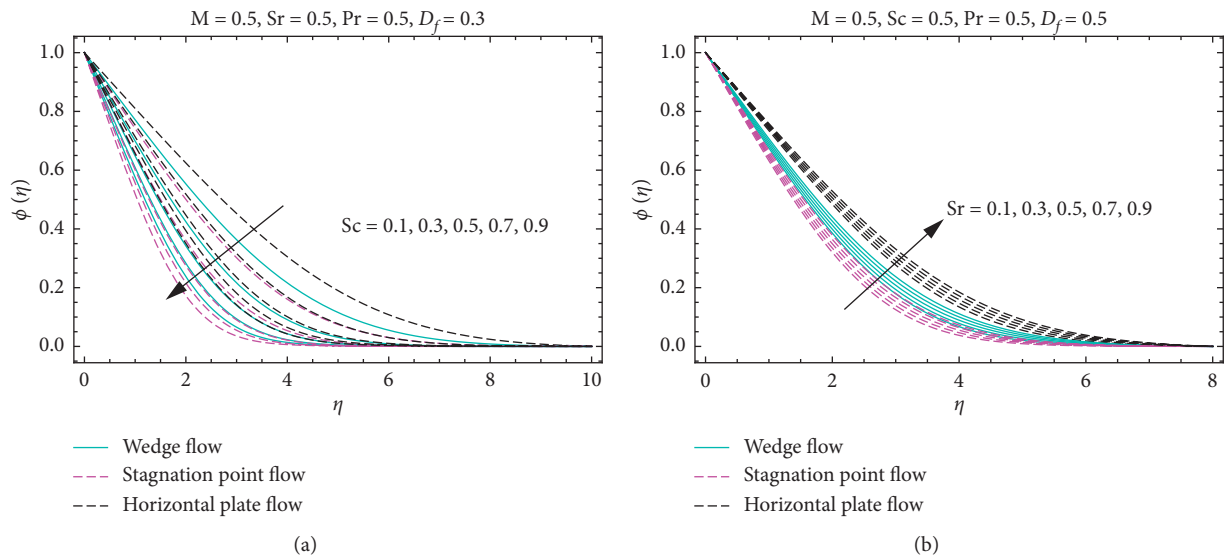 M = 0.5, Sr = 0.5, Pr = 0.5, D_f = 0.3
1.0
0.8
0.6
0.4
0.2
0.0
ϕ (η)
Sc = 0.1, 0.3, 0.5, 0.7, 0.9
0 2 4 6 8 10
η
Wedge flow
Stagnation point flow
Horizontal plate flow
(a)
M = 0.5, Sc = 0.5, Pr = 0.5, D_f = 0.5
1.0
0.8
0.6
0.4
0.2
0.0
ϕ (η)
Sr = 0.1, 0.3, 0.5, 0.7, 0.9
0 2 4 6 8
η
Wedge flow
Stagnation point flow
Horizontal plate flow
(b)